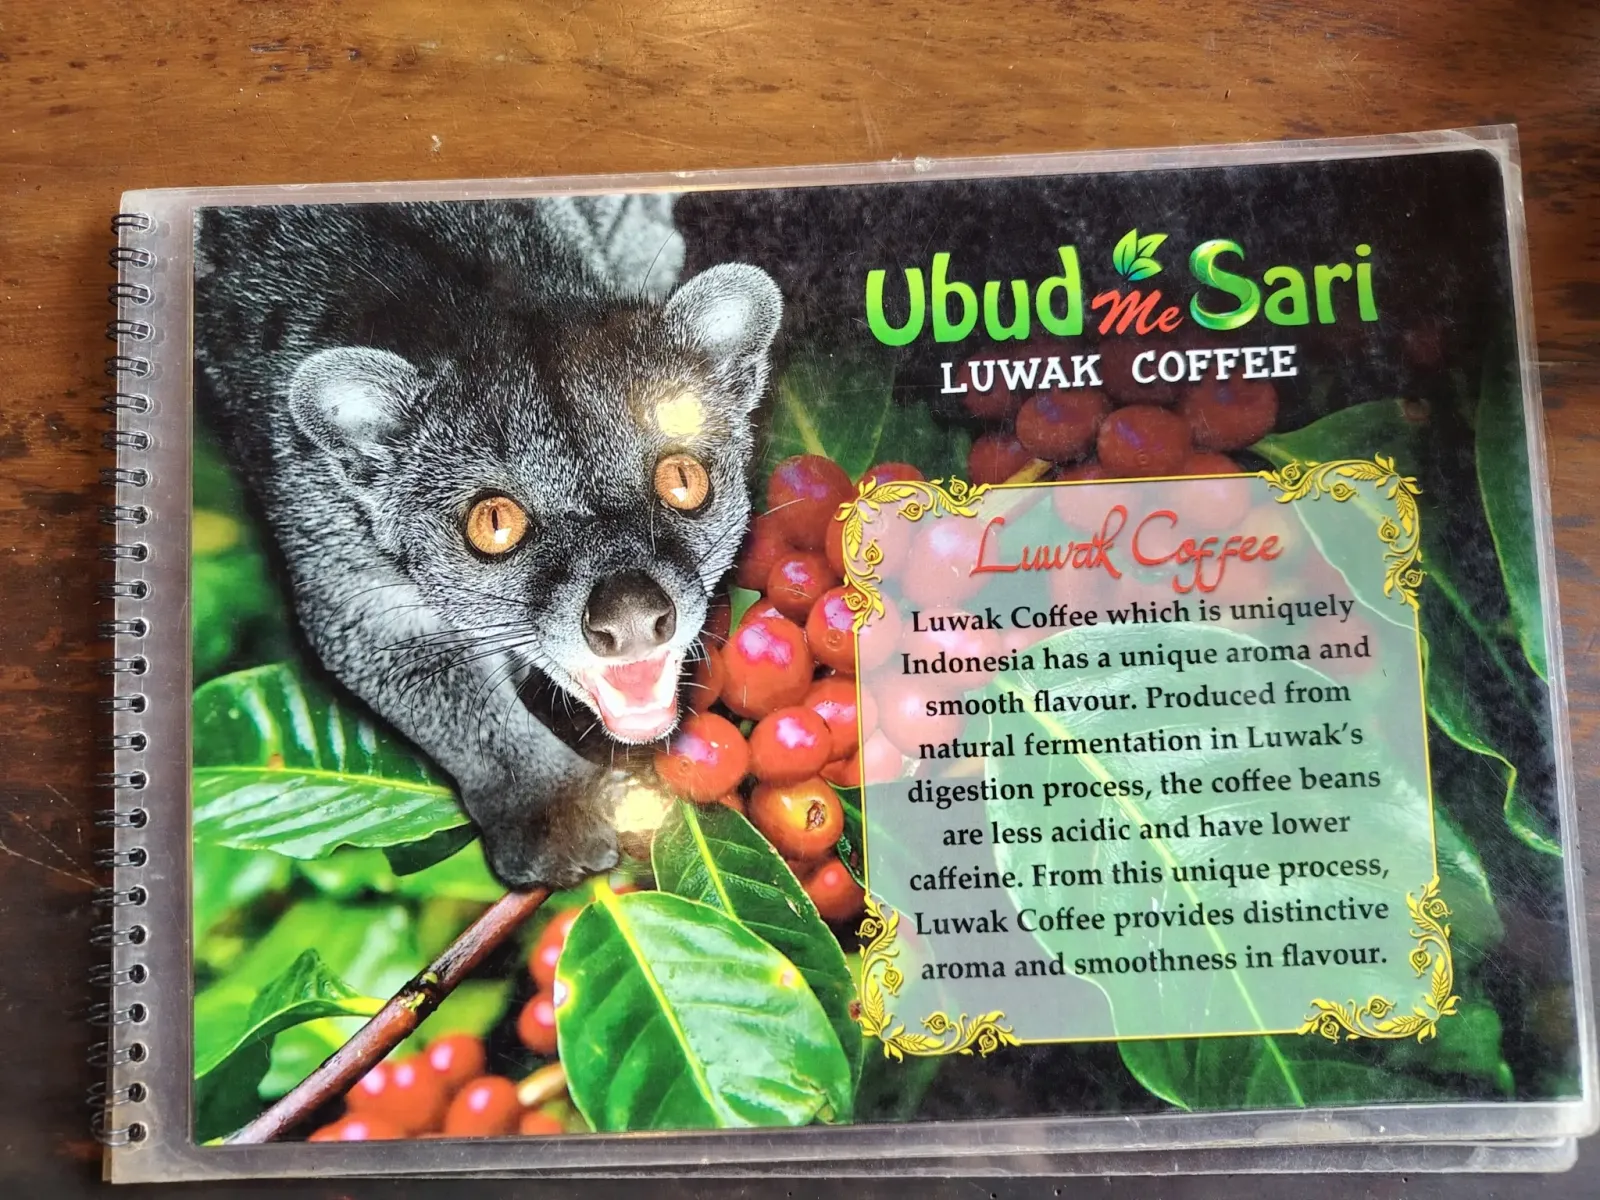 Ubud Me Sari
LUWAK COFFEE
Luwak Coffee
Luwak Coffee which is uniquely
Indonesia has a unique aroma and
smooth flavour. Produced from
natural fermentation in Luwak's
digestion process, the coffee beans
are less acidic and have lower
caffeine. From this unique process,
Luwak Coffee provides distinctive
aroma and smoothness in flavour.